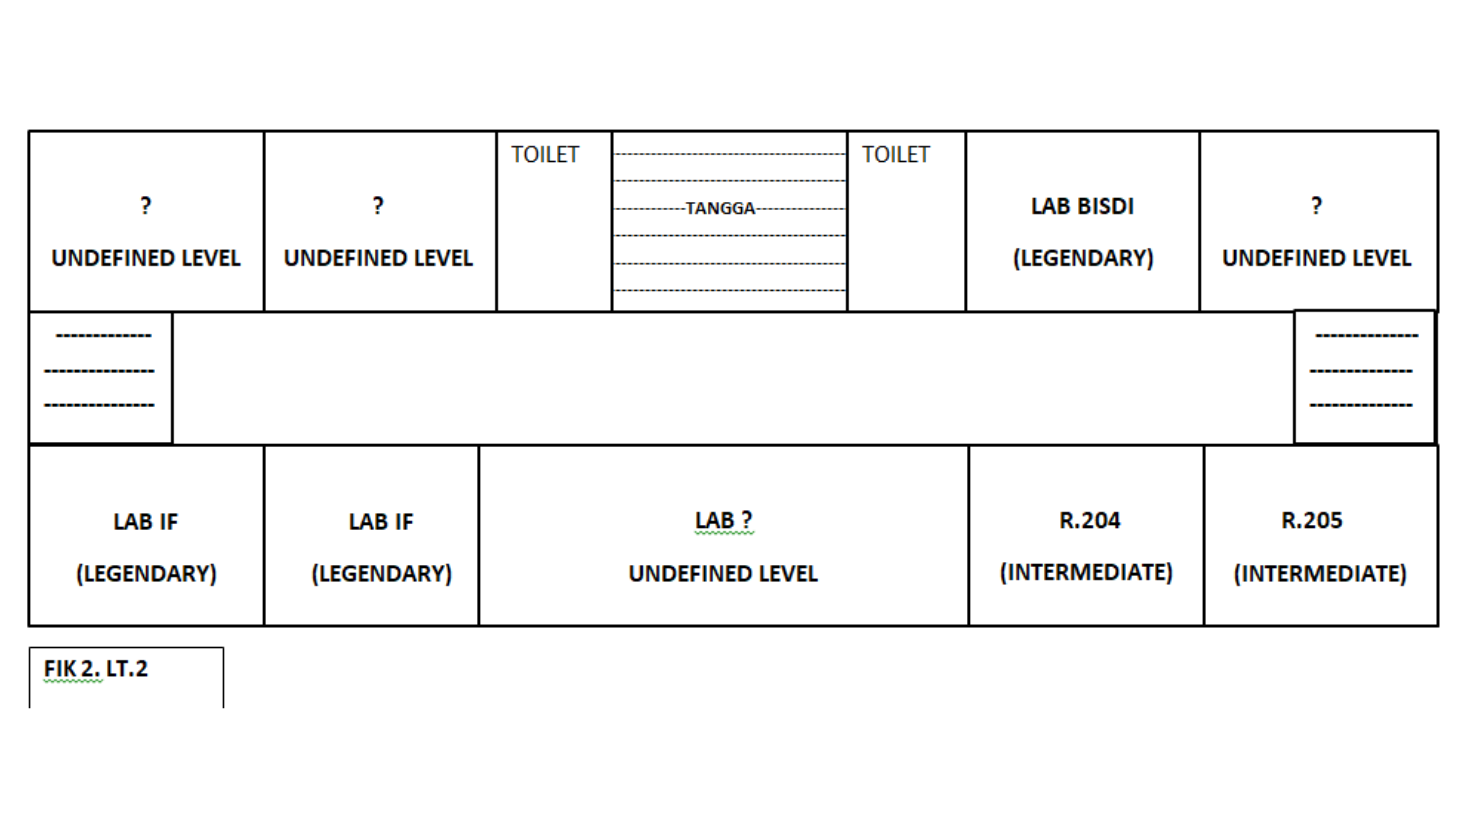 ?
UNDEFINED LEVEL
?
UNDEFINED LEVEL
TOILET
TANGGA
TOILET
LAB BISDI
(LEGENDARY)
?
UNDEFINED LEVEL
LAB IF
(LEGENDARY)
LAB IF
(LEGENDARY)
LAB ?
UNDEFINED LEVEL
R.204
(INTERMEDIATE)
R.205
(INTERMEDIATE)
FIK 2. LT.2